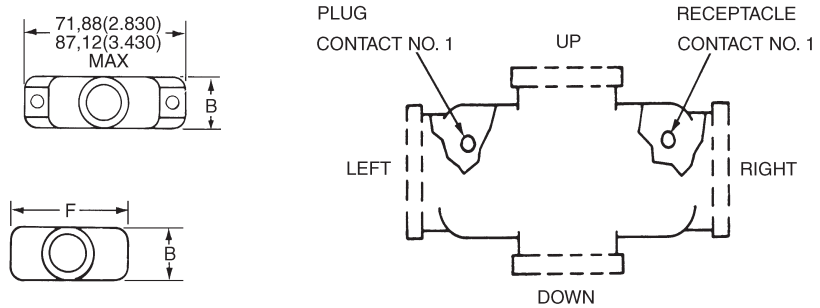 71,88(2.830)
87,12(3.430)
MAX
B
F
B
PLUG
CONTACT NO. 1
RECEPTACLE
CONTACT NO. 1
UP
LEFT
RIGHT
DOWN